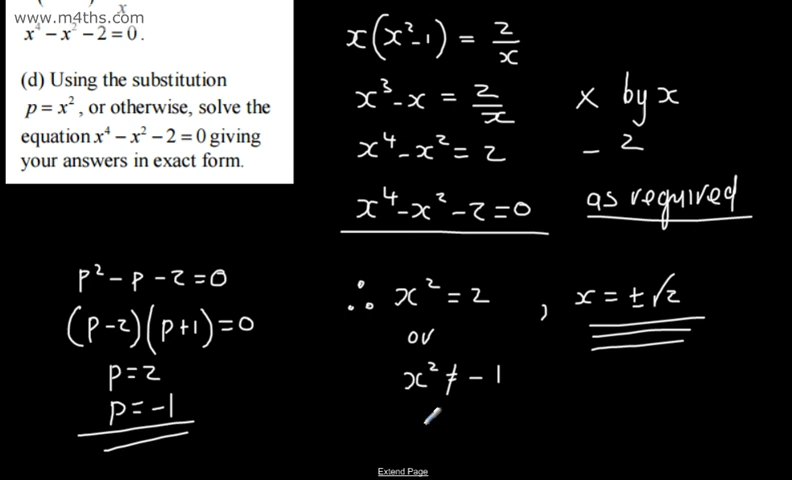 www.m4ths.com
x⁴ – x² – 2 = 0.
(d) Using the substitution
p = x², or otherwise, solve the
equation x⁴ – x² – 2 = 0 giving
your answers in exact form.
x(x²-1) = 2/x
x³-x = 2/x × by x
x⁴-x² = 2 - 2
x⁴-x²-2=0 as required
p²-p-2=0
(p-2)(p+1)=0
p=2
p=-1
∴ x²=2 , x=±√2
or
x²≠-1
Extend Page